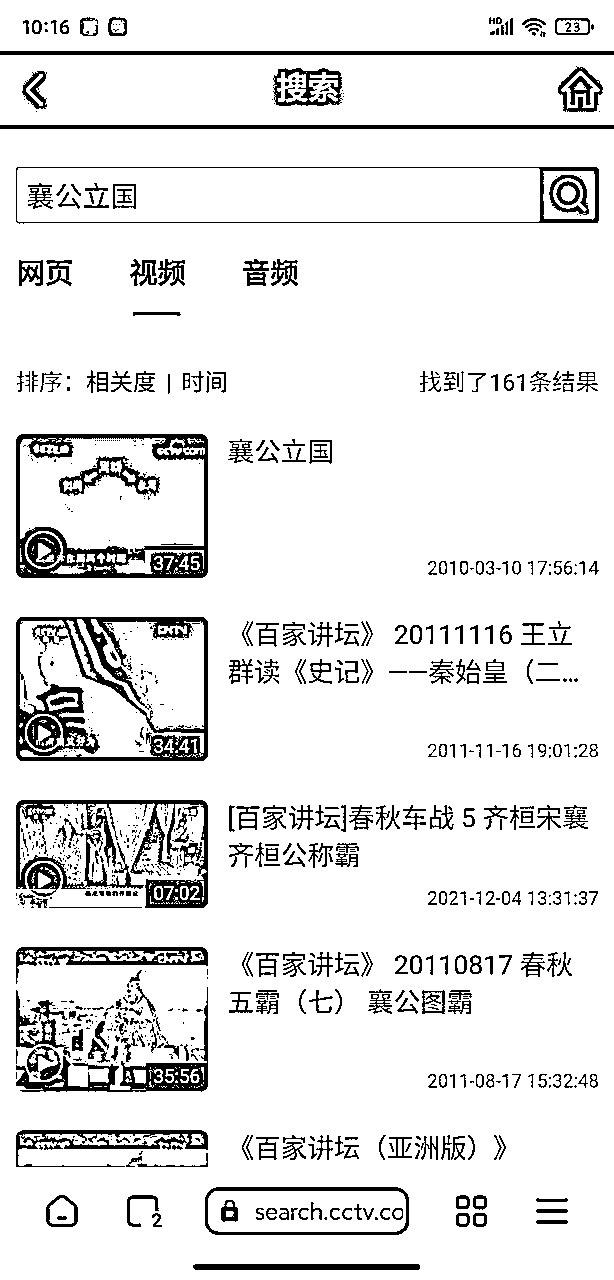 10:16
HD
23
搜索
襄公立国
网页 视频 音频
排序：相关度 | 时间
找到了161条结果
襄公立国
37:45
2010-03-10 17:56:14
《百家讲坛》 20111116 王立
群读《史记》——秦始皇（二...
34:41
2011-11-16 19:01:28
[百家讲坛]春秋车战 5 齐桓宋襄
齐桓公称霸
07:02
2021-12-04 13:31:37
《百家讲坛》 20110817 春秋
五霸（七） 襄公图霸
35:56
2011-08-17 15:32:48
《百家讲坛（亚洲版）》
2
search.cctv.co